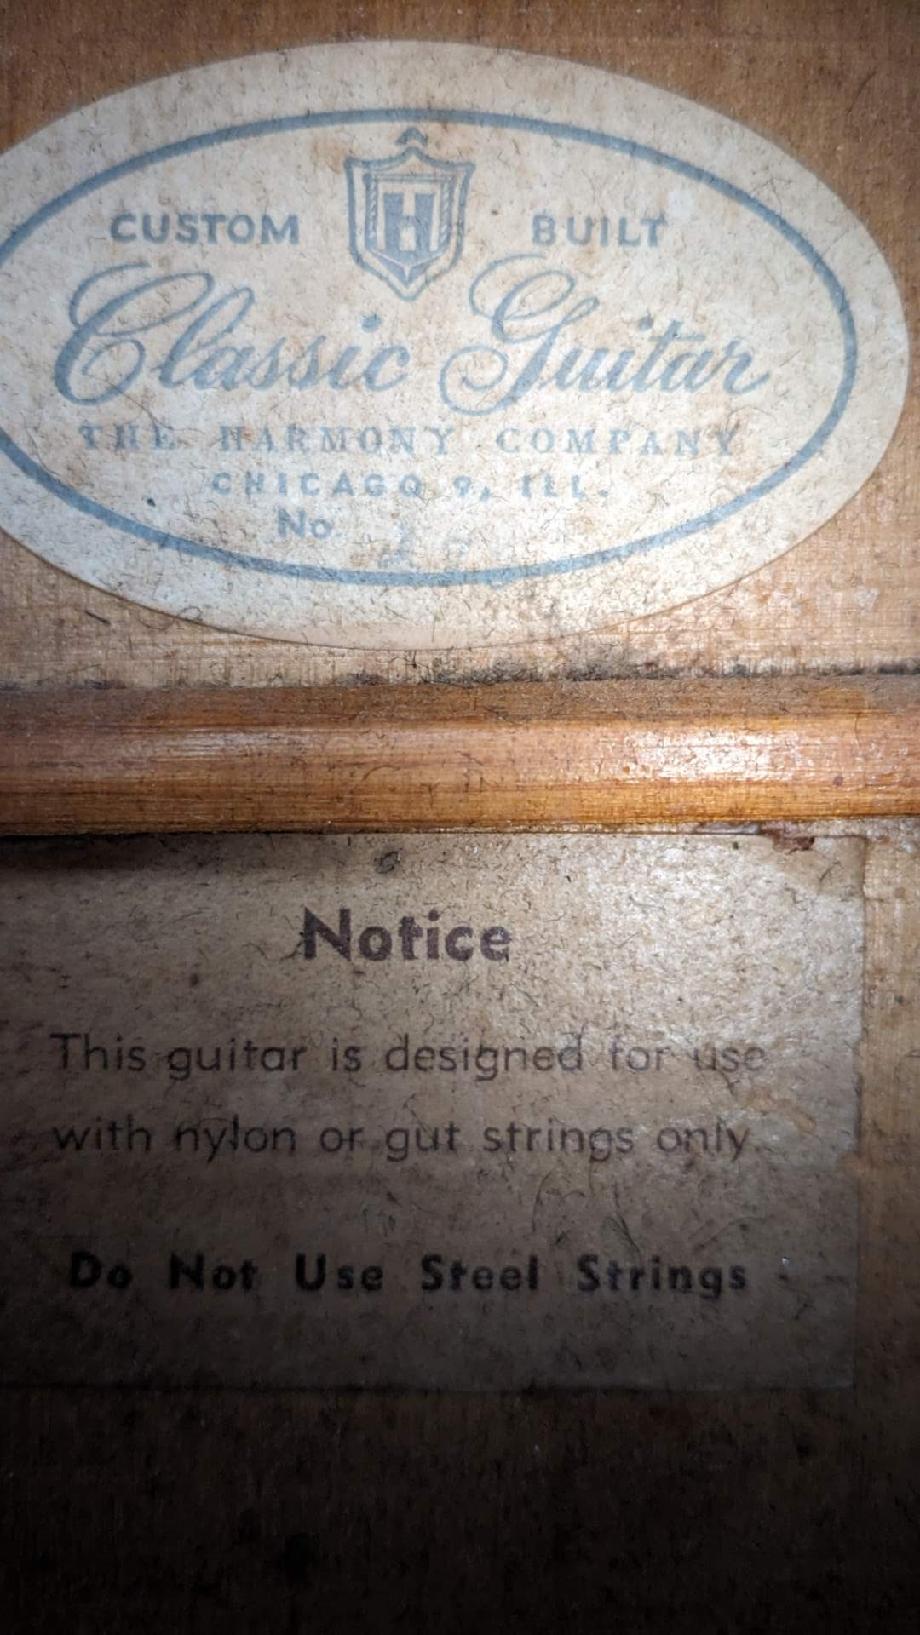 CUSTOM BUILT
Classic Guitar
THE HARMONY COMPANY
CHICAGO 9, ILL.
No.
Notice
This guitar is designed for use
with nylon or gut strings only
Do Not Use Steel Strings